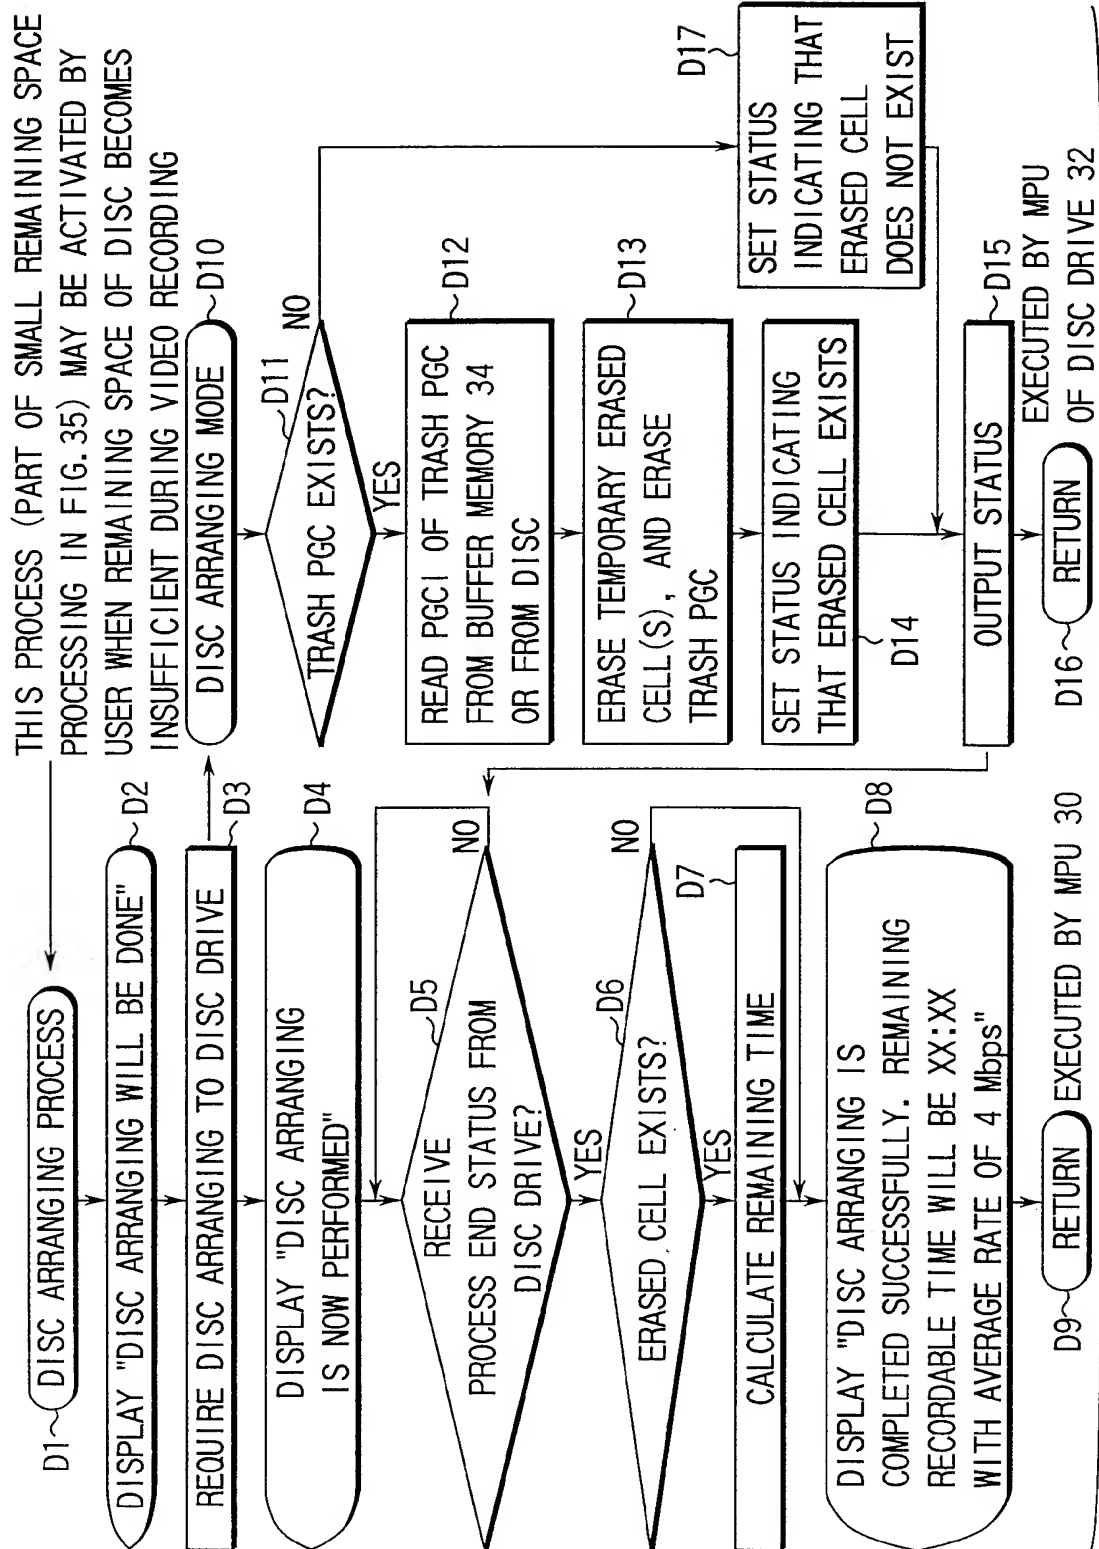 THIS PROCESS (PART OF SMALL REMAINING SPACE
PROCESSING IN FIG.35) MAY BE ACTIVATED BY
USER WHEN REMAINING SPACE OF DISC BECOMES
INSUFFICIENT DURING VIDEO RECORDING
D1
DISC ARRANGING PROCESS
D2
DISPLAY "DISC ARRANGING WILL BE DONE"
D3
REQUIRE DISC ARRANGING TO DISC DRIVE
D4
DISPLAY "DISC ARRANGING
IS NOW PERFORMED"
D5
RECEIVE
PROCESS END STATUS FROM
DISC DRIVE?
NO
YES
D6
ERASED CELL EXISTS?
NO
YES
D7
CALCULATE REMAINING TIME
D8
DISPLAY "DISC ARRANGING IS
COMPLETED SUCCESSFULLY. REMAINING
RECORDABLE TIME WILL BE XX:XX
WITH AVERAGE RATE OF 4 Mbps"
D9
RETURN
EXECUTED BY MPU 30
D10
DISC ARRANGING MODE
D11
TRASH PGC EXISTS?
NO
YES
D12
READ PGCI OF TRASH PGC
FROM BUFFER MEMORY 34
OR FROM DISC
D13
ERASE TEMPORARY ERASED
CELL(S), AND ERASE
TRASH PGC
SET STATUS INDICATING
THAT ERASED CELL EXISTS
D14
D17
SET STATUS
INDICATING THAT
ERASED CELL
DOES NOT EXIST
OUTPUT STATUS
D15
D16
RETURN
EXECUTED BY MPU
OF DISC DRIVE 32